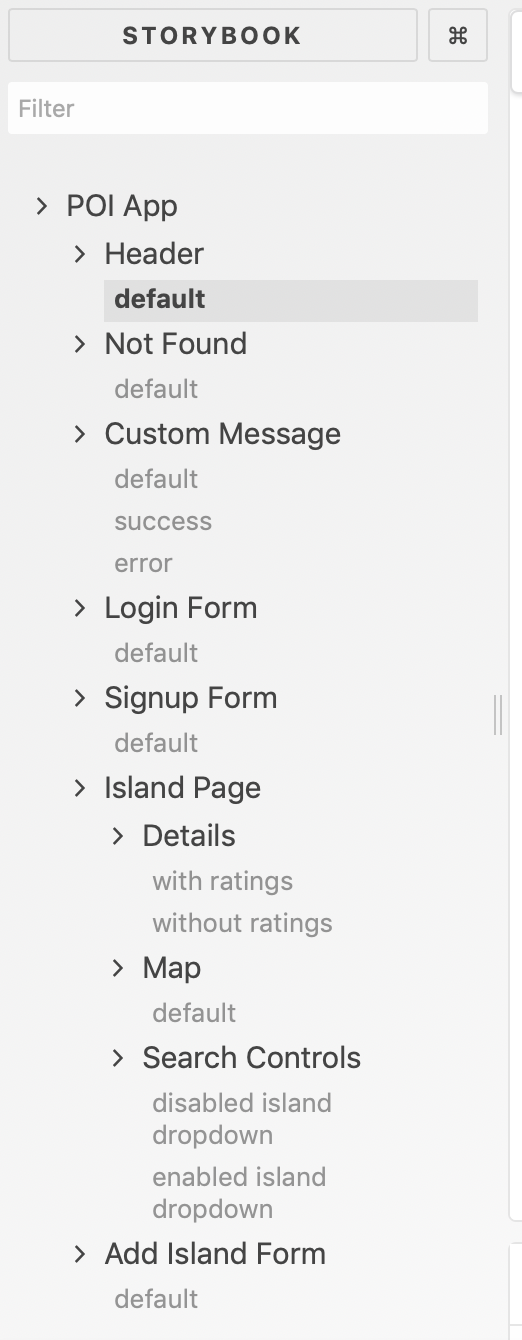 STORYBOOK ⌘
Filter
POI App
Header
default
Not Found
default
Custom Message
default
success
error
Login Form
default
Signup Form
default
Island Page
Details
with ratings
without ratings
Map
default
Search Controls
disabled island
dropdown
enabled island
dropdown
Add Island Form
default